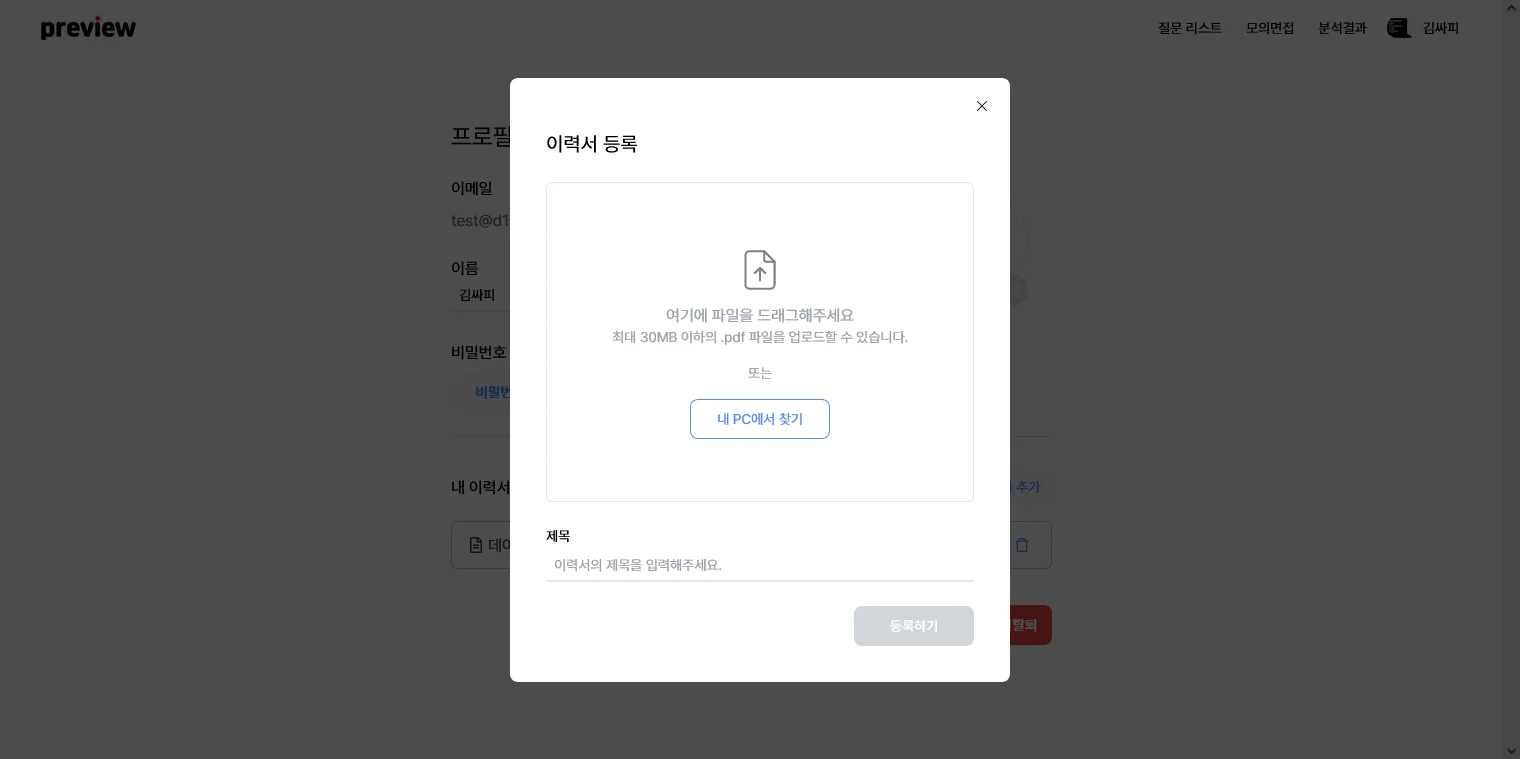 preview
질문 리스트
모의면접
분석결과
김싸피
이력서 등록
프로필
이메일
test@d1
이름
김싸피
비밀번호
내 이력서
추가
여기에 파일을 드래그해주세요
최대 30MB 이하의 .pdf 파일을 업로드할 수 있습니다.
또는
내 PC에서 찾기
제목
이력서의 제목을 입력해주세요.
등록하기
탈퇴